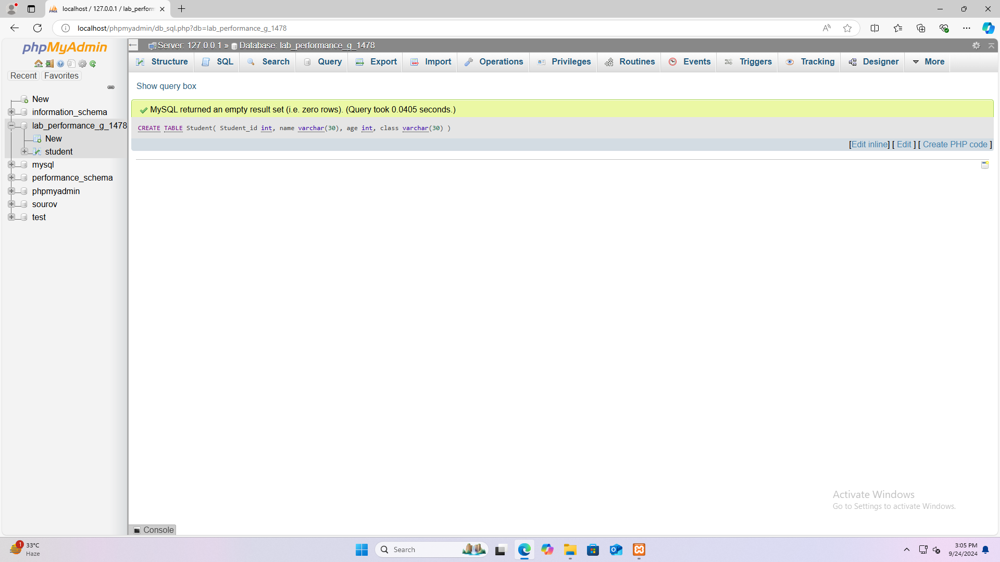 localhost / 127.0.0.1 / lab_perform
localhost/phpmyadmin/db_sql.php?db=lab_performance_g_1478
phpMyAdmin
Server: 127.0.0.1 » Database: lab_performance_g_1478
Structure SQL Search Query Export Import Operations Privileges Routines Events Triggers Tracking Designer More
Recent Favorites
New
information_schema
lab_performance_g_1478
New
student
mysql
performance_schema
phpmyadmin
sourov
test
Show query box
MySQL returned an empty result set (i.e. zero rows). (Query took 0.0405 seconds.)
CREATE TABLE Student( Student_id int, name varchar(30), age int, class varchar(30) )
[Edit inline] [ Edit ] [ Create PHP code ]
Activate Windows
Go to Settings to activate Windows.
Console
1
33°C
Haze
Search
3:05 PM
9/24/2024